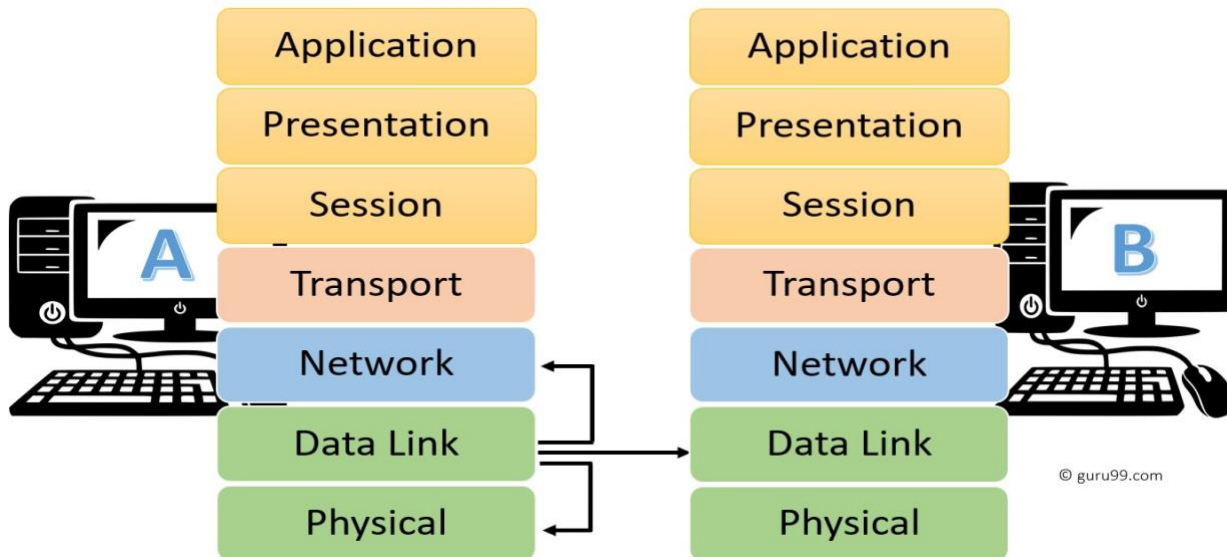 Application
Presentation
Session
Transport
Network
Data Link
Physical
A
Application
Presentation
Session
Transport
Network
Data Link
Physical
B
© guru99.com